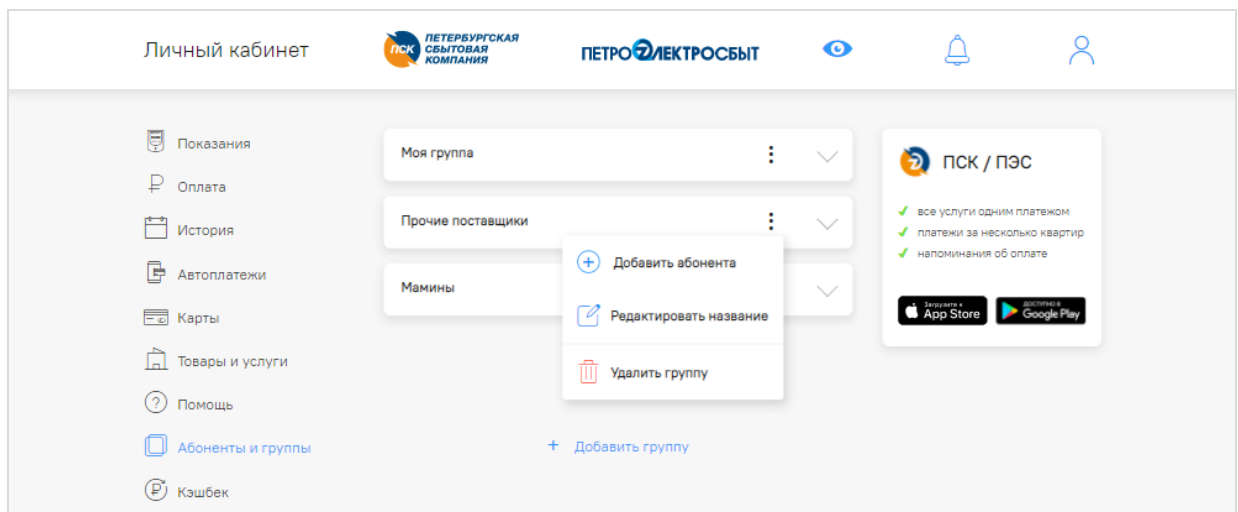 Личный кабинет
ПСК
ПЕТЕРБУРГСКАЯ
СБЫТОВАЯ
КОМПАНИЯ
ПЕТРОЭЛЕКТРОСБЫТ
Показания
Оплата
История
Автоплатежи
Карты
Товары и услуги
Помощь
Абоненты и группы
Кэшбек
Моя группа
Прочие поставщики
Мамины
Добавить абонента
Редактировать название
Удалить группу
+ Добавить группу
ПСК / ПЭС
все услуги одним платежом
платежи за несколько квартир
напоминания об оплате
Загрузите в
App Store
ДОСТУПНО В
Google Play